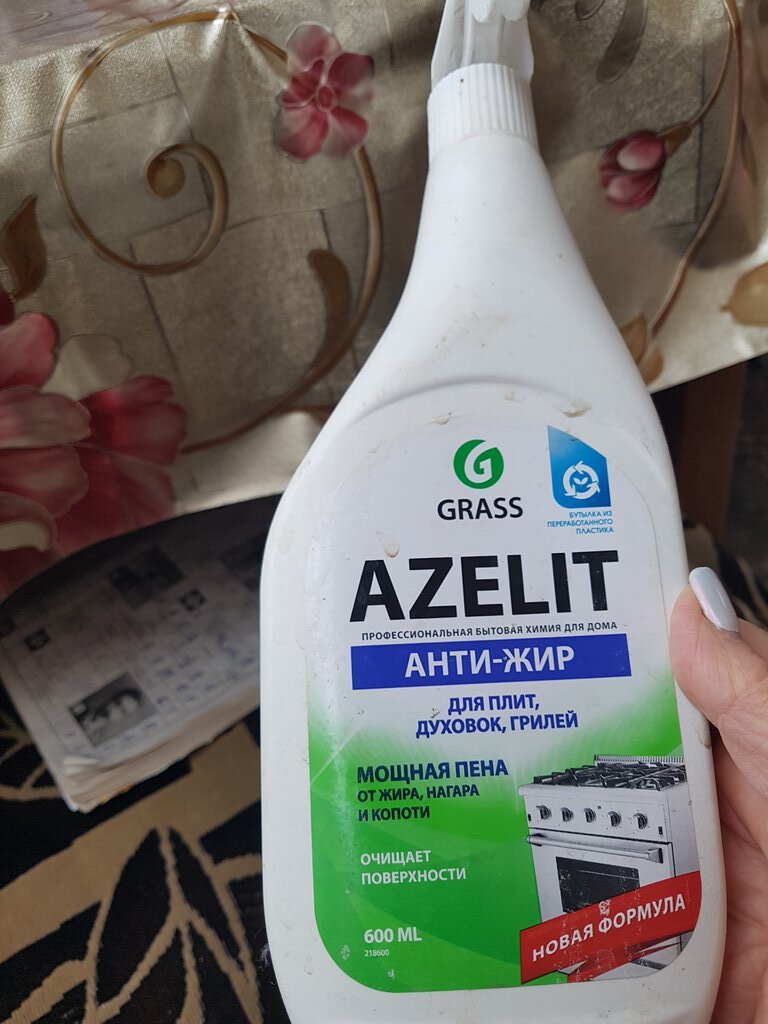 GRASS
БУТЫЛКА ИЗ
ПЕРЕРАБОТАННОГО
ПЛАСТИКА
AZELIT
ПРОФЕССИОНАЛЬНАЯ БЫТОВАЯ ХИМИЯ ДЛЯ ДОМА
АНТИ-ЖИР
ДЛЯ ПЛИТ,
ДУХОВОК, ГРИЛЕЙ
МОЩНАЯ ПЕНА
ОТ ЖИРА, НАГАРА
И КОПОТИ
ОЧИЩАЕТ
ПОВЕРХНОСТИ
НОВАЯ ФОРМУЛА
600 ML
218600